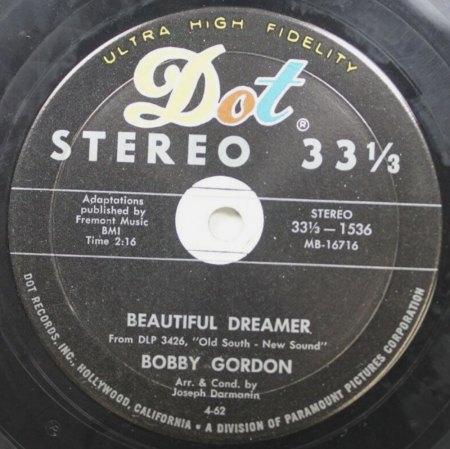 ULTRA HIGH FIDELITY
Dot®
STEREO 33⅓
Adaptations
published by
Fremont Music
BMI
Time 2:16
STEREO
33⅓—1536
MB-16716
BEAUTIFUL DREAMER
From DLP 3426, "Old South - New Sound"
BOBBY GORDON
Arr. & Cond. by
Joseph Darmanin
4-62
DOT RECORDS, INC., HOLLYWOOD, CALIFORNIA • A DIVISION OF PARAMOUNT PICTURES CORPORATION